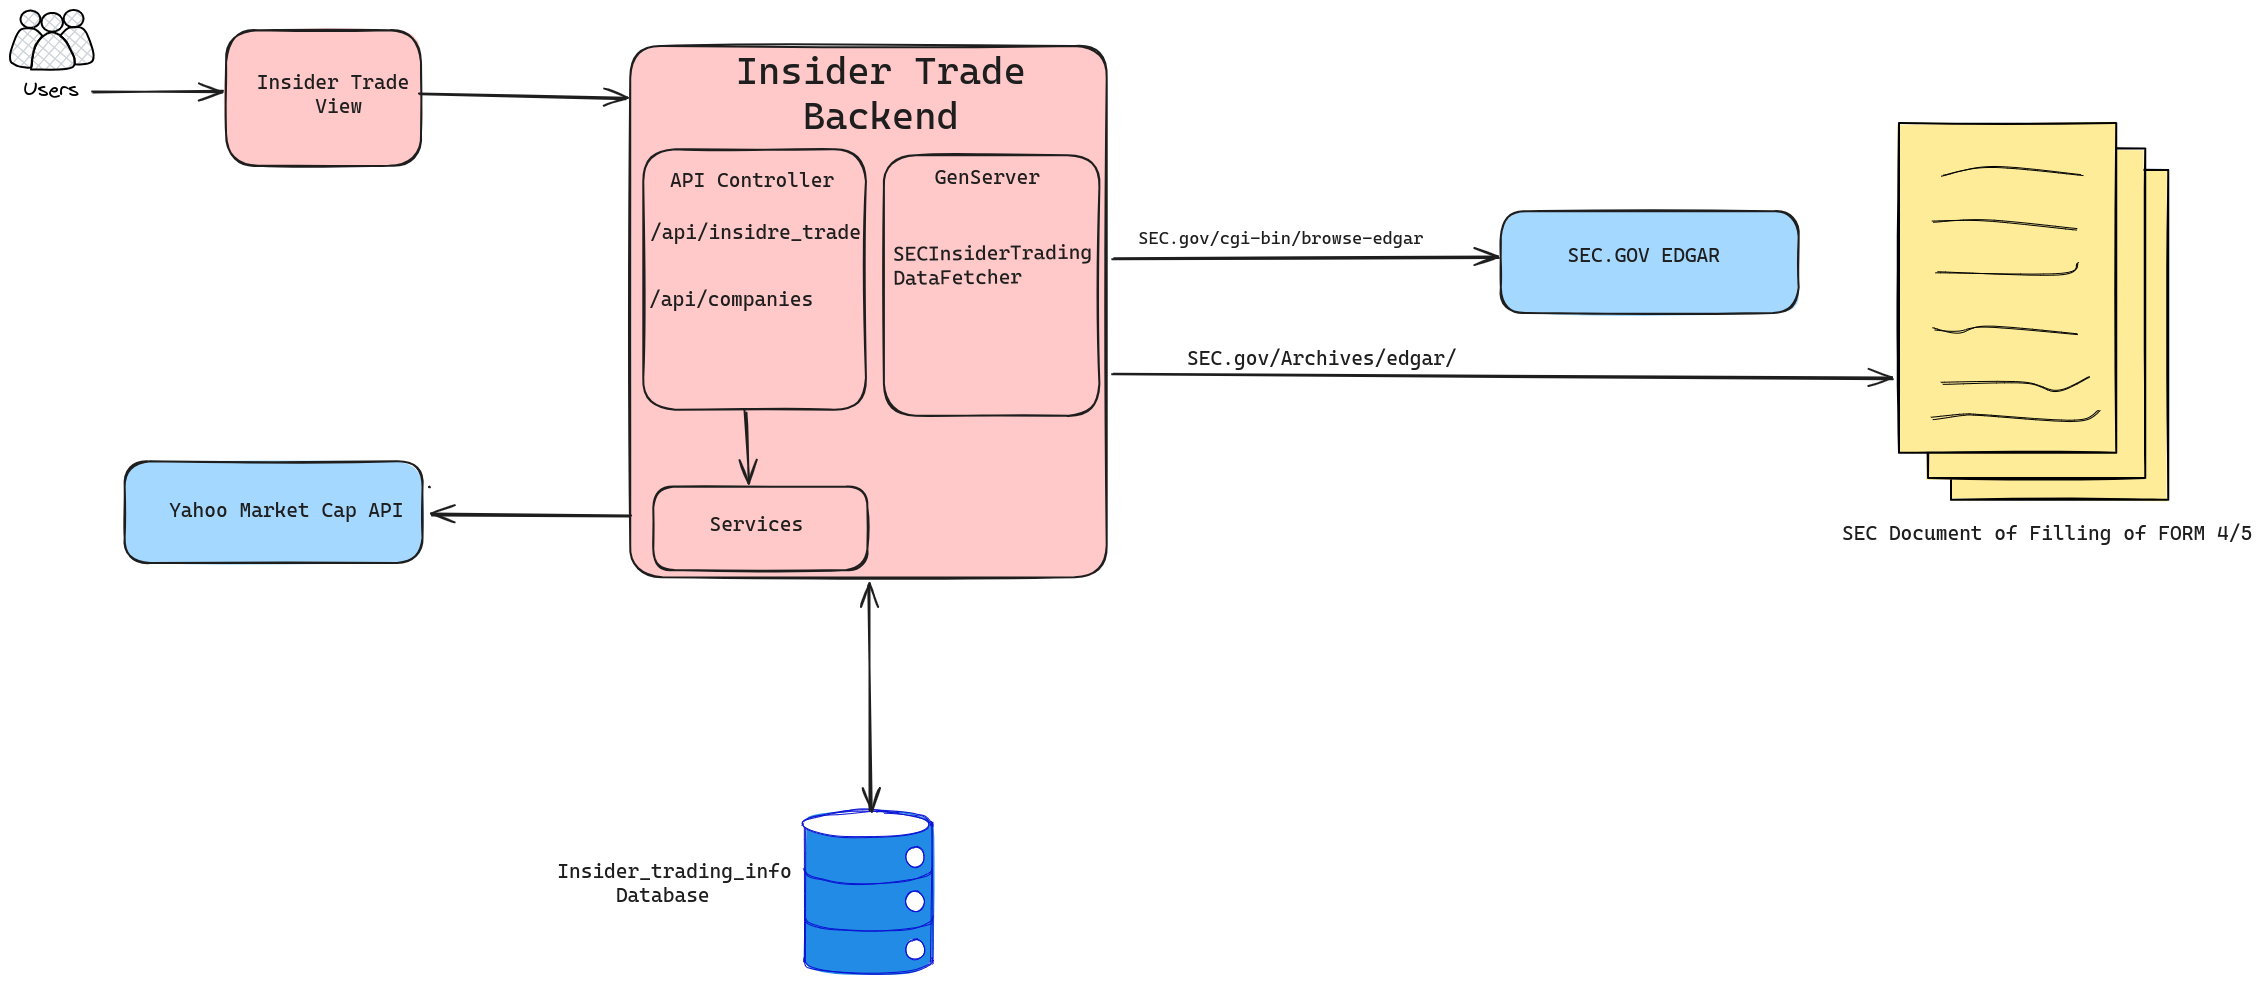 Users
Insider Trade
View
Insider Trade
Backend
API Controller
/api/insidre_trade
/api/companies
GenServer
SECInsiderTrading
DataFetcher
Services
SEC.gov/cgi-bin/browse-edgar
SEC.GOV EDGAR
SEC.gov/Archives/edgar/
SEC Document of Filling of FORM 4/5
Yahoo Market Cap API
Insider_trading_info
Database